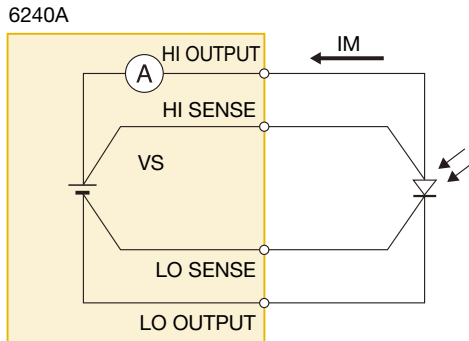 6240A
HI OUTPUT
IM
A
HI SENSE
VS
LO SENSE
LO OUTPUT